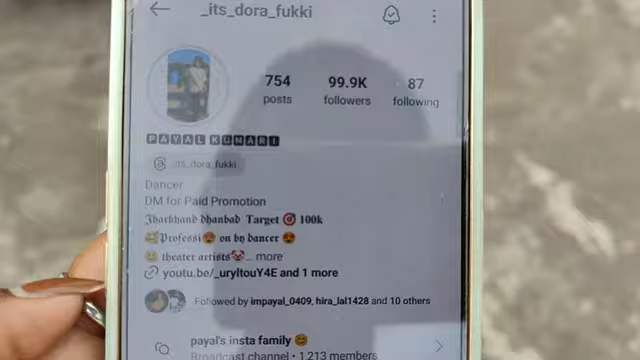 _its_dora_fukki
754 99.9K 87
posts followers following
PAYAL KUMARI
its_dora_fukki
Dancer
DM for Paid Promotion
Jharkhand dhanbad Target 🎯 100k
🥰Professi😍 on by dancer 😍
😊 theater artists🤡... more
youtu.be/_uryltouY4E and 1 more
Followed by impayal_0409, hira_lal1428 and 10 others
payal's insta family 😊
Broadcast channel • 1,213 members